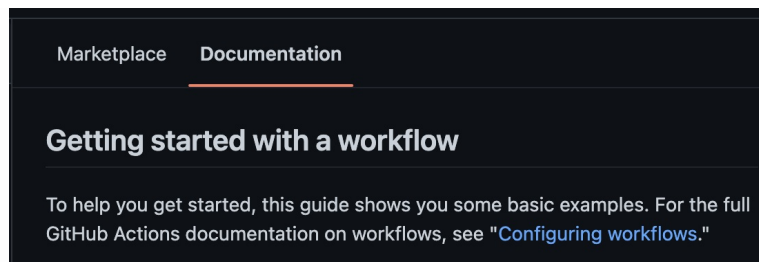 Marketplace Documentation
Getting started with a workflow
To help you get started, this guide shows you some basic examples. For the full
GitHub Actions documentation on workflows, see "Configuring workflows."